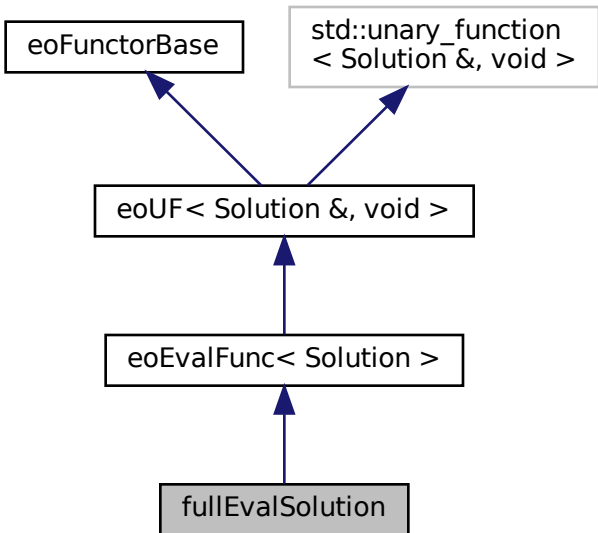 eoFunctorBase
std::unary_function
< Solution &, void >
eoUF< Solution &, void >
eoEvalFunc< Solution >
fullEvalSolution